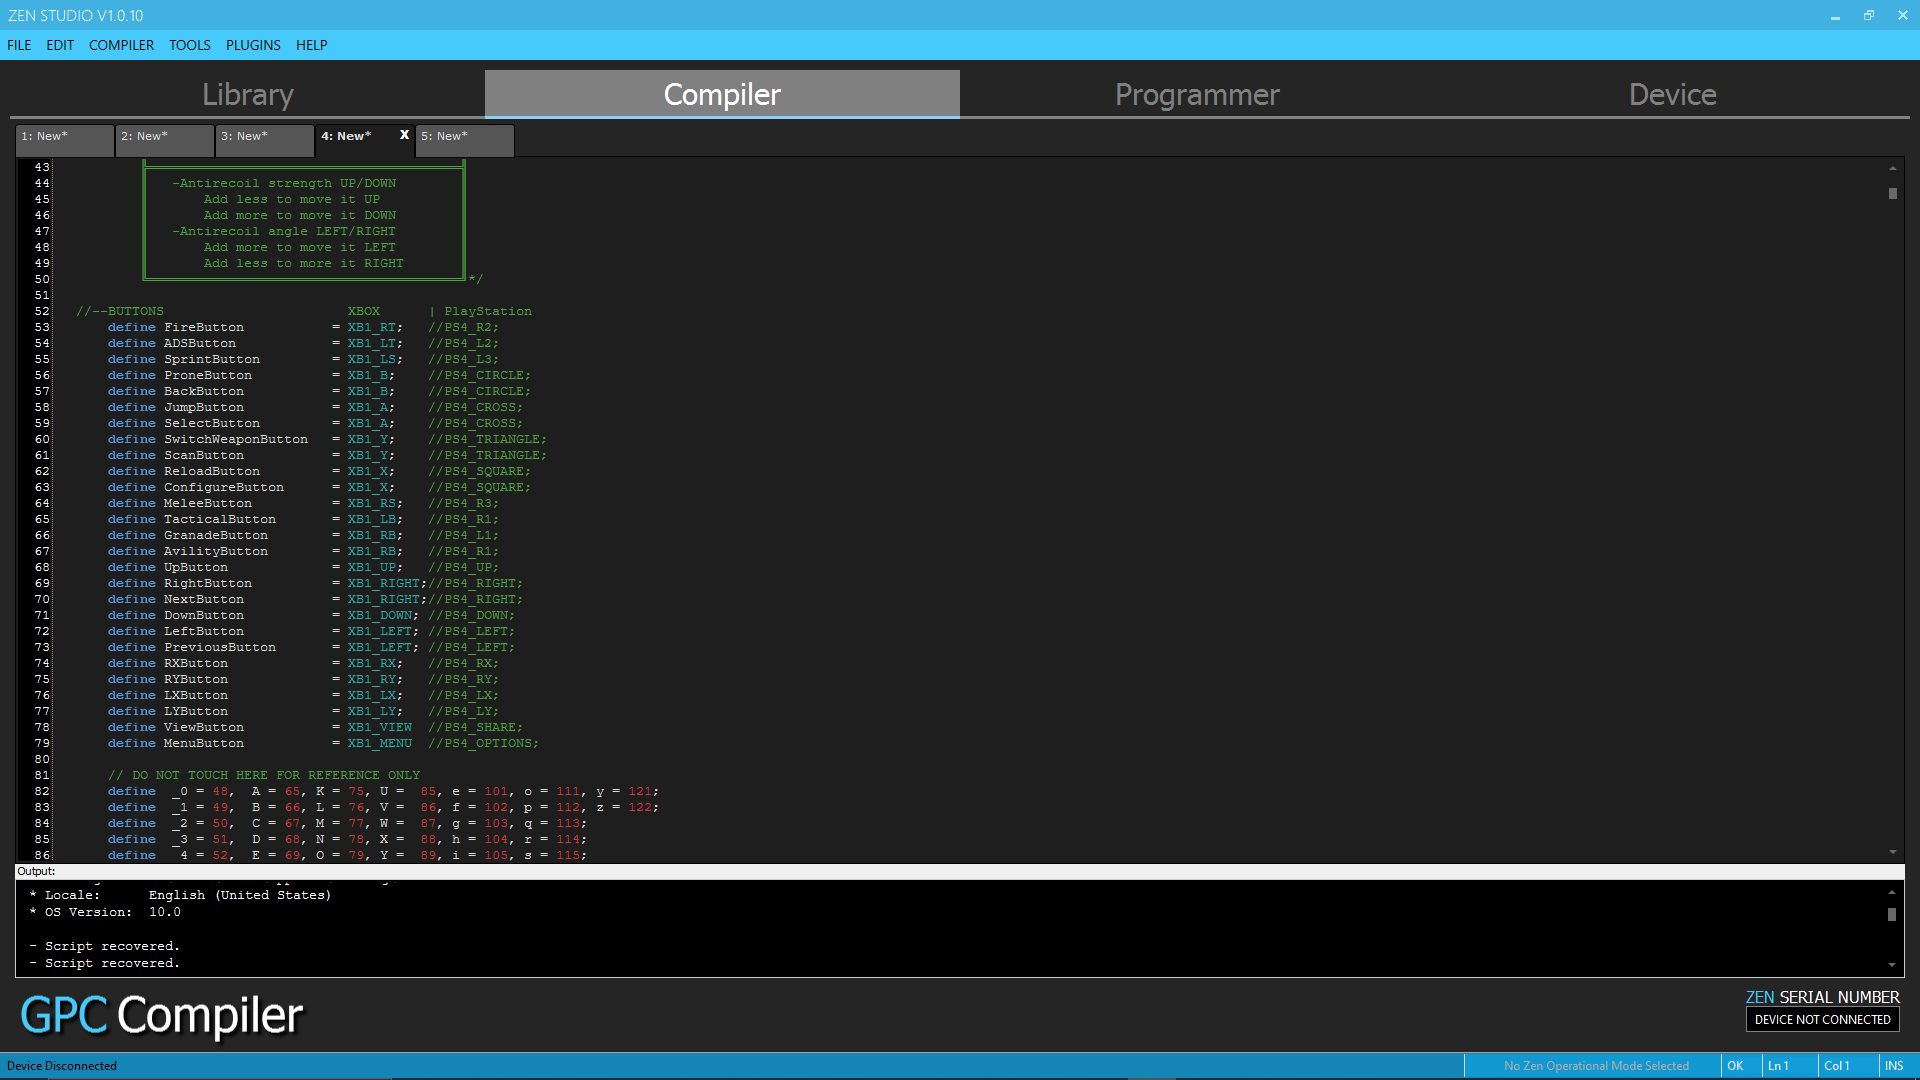 ZEN STUDIO V1.0.10
FILE EDIT COMPILER TOOLS PLUGINS HELP
Library Compiler Programmer Device
1: New* 2: New* 3: New* 4: New* X 5: New*
43
44 -Antirecoil strength UP/DOWN
45 Add less to move it UP
46 Add more to move it DOWN
47 -Antirecoil angle LEFT/RIGHT
48 Add more to move it LEFT
49 Add less to more it RIGHT
50 */
51
52 //--BUTTONS XBOX | PlayStation
53 define FireButton = XB1_RT; //PS4_R2;
54 define ADSButton = XB1_LT; //PS4_L2;
55 define SprintButton = XB1_LS; //PS4_L3;
56 define ProneButton = XB1_B; //PS4_CIRCLE;
57 define BackButton = XB1_B; //PS4_CIRCLE;
58 define JumpButton = XB1_A; //PS4_CROSS;
59 define SelectButton = XB1_A; //PS4_CROSS;
60 define SwitchWeaponButton = XB1_Y; //PS4_TRIANGLE;
61 define ScanButton = XB1_Y; //PS4_TRIANGLE;
62 define ReloadButton = XB1_X; //PS4_SQUARE;
63 define ConfigureButton = XB1_X; //PS4_SQUARE;
64 define MeleeButton = XB1_RS; //PS4_R3;
65 define TacticalButton = XB1_LB; //PS4_R1;
66 define GranadeButton = XB1_RB; //PS4_L1;
67 define AvilityButton = XB1_RB; //PS4_R1;
68 define UpButton = XB1_UP; //PS4_UP;
69 define RightButton = XB1_RIGHT;//PS4_RIGHT;
70 define NextButton = XB1_RIGHT;//PS4_RIGHT;
71 define DownButton = XB1_DOWN; //PS4_DOWN;
72 define LeftButton = XB1_LEFT; //PS4_LEFT;
73 define PreviousButton = XB1_LEFT; //PS4_LEFT;
74 define RXButton = XB1_RX; //PS4_RX;
75 define RYButton = XB1_RY; //PS4_RY;
76 define LXButton = XB1_LX; //PS4_LX;
77 define LYButton = XB1_LY; //PS4_LY;
78 define ViewButton = XB1_VIEW //PS4_SHARE;
79 define MenuButton = XB1_MENU //PS4_OPTIONS;
80
81 // DO NOT TOUCH HERE FOR REFERENCE ONLY
82 define _0 = 48, A = 65, K = 75, U = 85, e = 101, o = 111, y = 121;
83 define _1 = 49, B = 66, L = 76, V = 86, f = 102, p = 112, z = 122;
84 define _2 = 50, C = 67, M = 77, W = 87, g = 103, q = 113;
85 define _3 = 51, D = 68, N = 78, X = 88, h = 104, r = 114;
86 define 4 = 52, E = 69, O = 79, Y = 89, i = 105, s = 115;
Output:
* Locale: English (United States)
* OS Version: 10.0
- Script recovered.
- Script recovered.
GPC Compiler
ZEN SERIAL NUMBER
DEVICE NOT CONNECTED
Device Disconnected No Zen Operational Mode Selected OK Ln 1 Col 1 INS